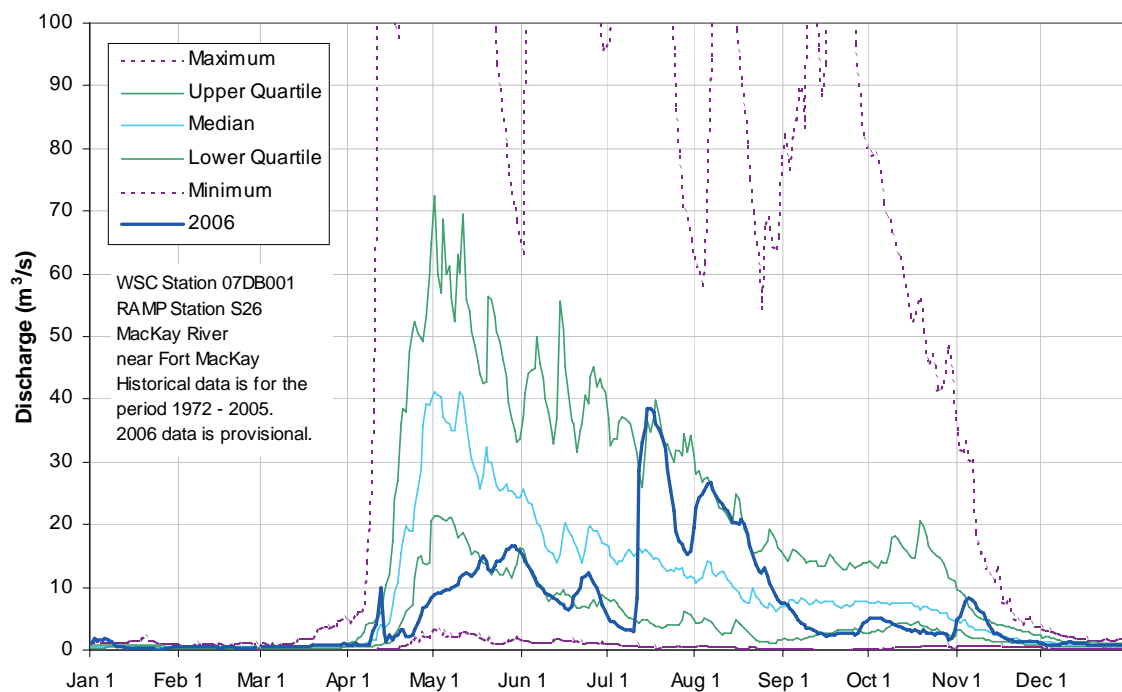 100
90
80
70
60
50
40
30
20
10
0
Discharge (m³/s)
Maximum
Upper Quartile
Median
Lower Quartile
Minimum
2006
WSC Station 07DB001
RAMP Station S26
MacKay River
near Fort MacKay
Historical data is for the
period 1972 - 2005.
2006 data is provisional.
Jan 1 Feb 1 Mar 1 Apr 1 May 1 Jun 1 Jul 1 Aug 1 Sep 1 Oct 1 Nov 1 Dec 1